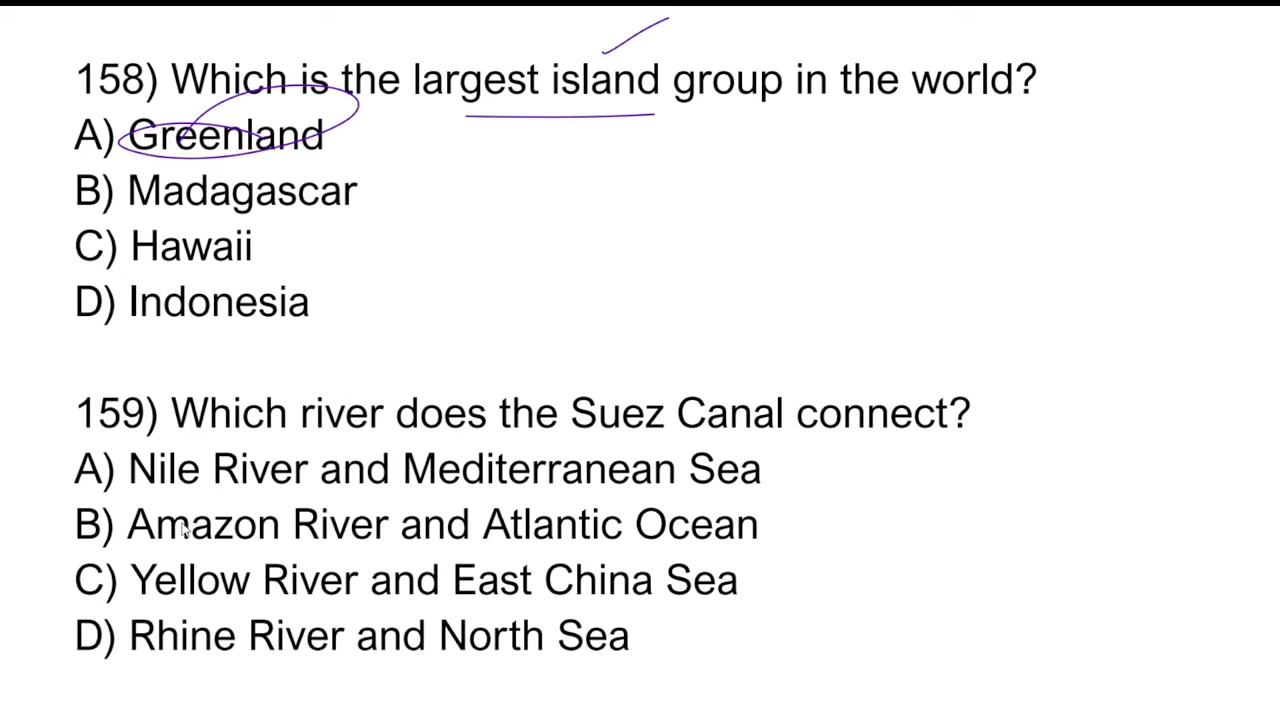 158) Which is the largest island group in the world?
A) Greenland
B) Madagascar
C) Hawaii
D) Indonesia
159) Which river does the Suez Canal connect?
A) Nile River and Mediterranean Sea
B) Amazon River and Atlantic Ocean
C) Yellow River and East China Sea
D) Rhine River and North Sea